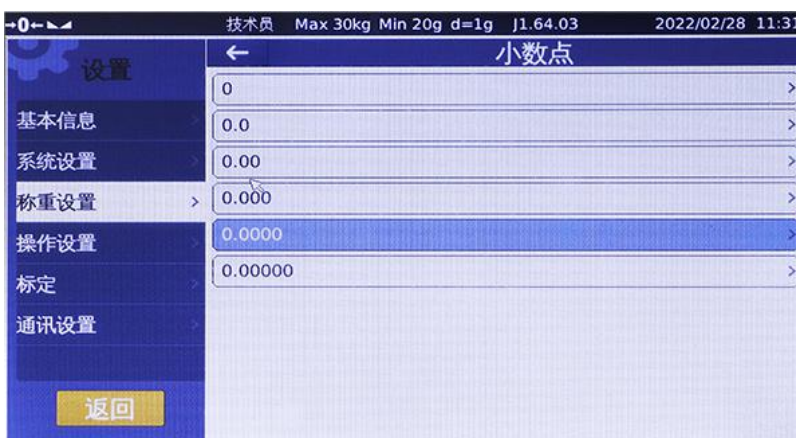 →0← 技术员 Max 30kg Min 20g d=1g J1.64.03 2022/02/28 11:31
设置
← 小数点
基本信息
系统设置
称重设置
操作设置
标定
通讯设置
返回
0
0.0
0.00
0.000
0.0000
0.00000